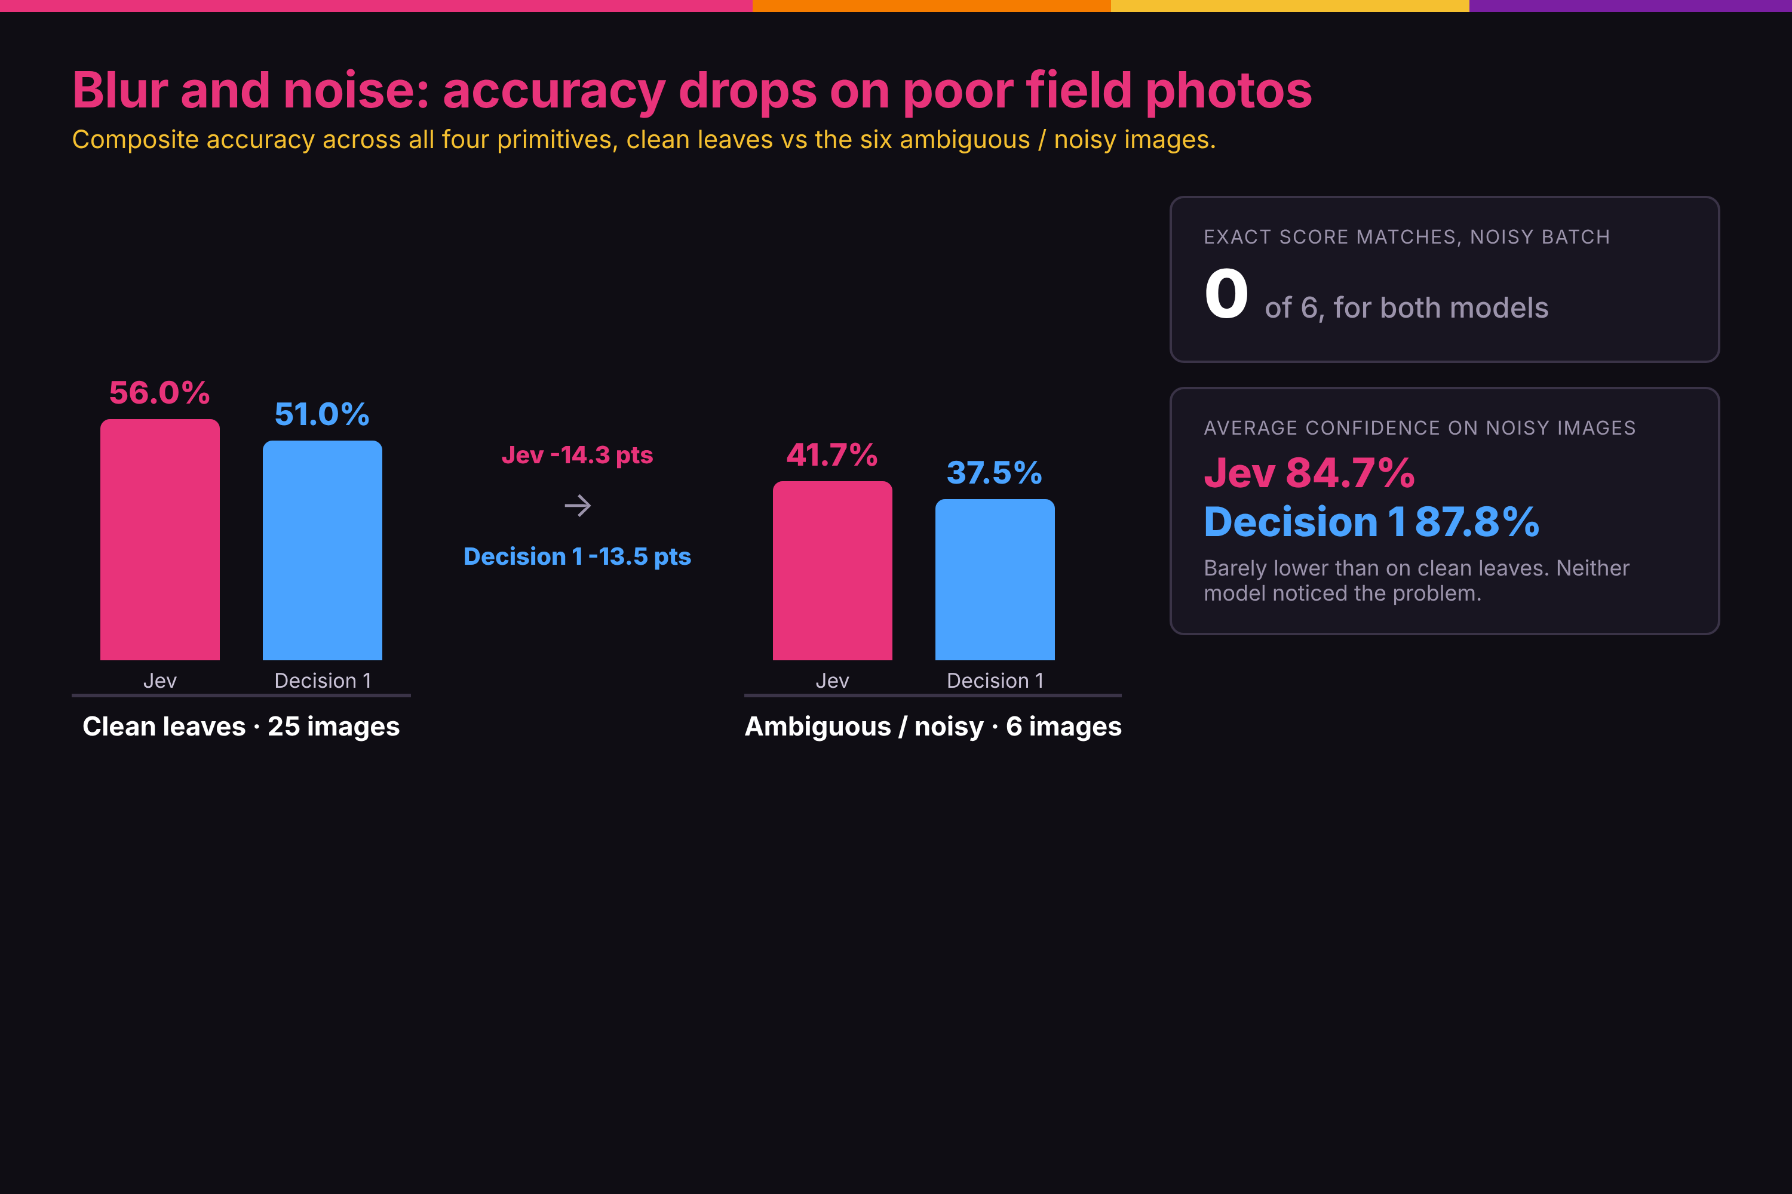 Blur and noise: accuracy drops on poor field photos
Composite accuracy across all four primitives, clean leaves vs the six ambiguous / noisy images.
56.0%
51.0%
Jev
Decision 1
Clean leaves · 25 images
Jev -14.3 pts
→
Decision 1 -13.5 pts
41.7%
37.5%
Jev
Decision 1
Ambiguous / noisy · 6 images
EXACT SCORE MATCHES, NOISY BATCH
0 of 6, for both models
AVERAGE CONFIDENCE ON NOISY IMAGES
Jev 84.7%
Decision 1 87.8%
Barely lower than on clean leaves. Neither
model noticed the problem.